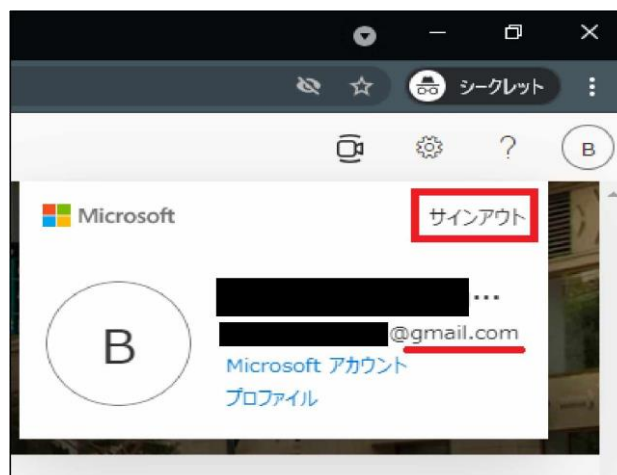 シークレット
?
B
Microsoft
サインアウト
B
...
@gmail.com
Microsoft アカウント
プロファイル